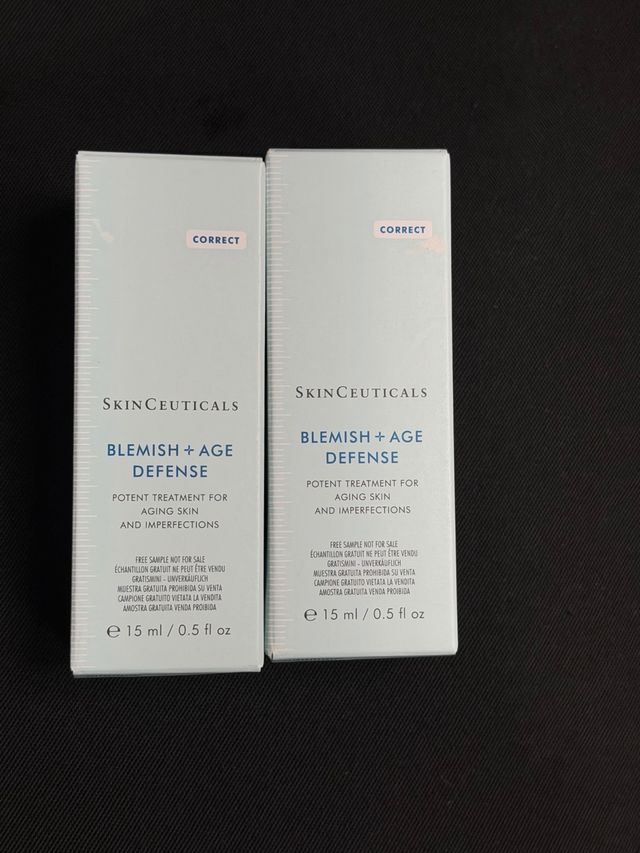 CORRECT
SKINCEUTICALS
BLEMISH + AGE
DEFENSE
POTENT TREATMENT FOR
AGING SKIN
AND IMPERFECTIONS
FREE SAMPLE NOT FOR SALE
ÉCHANTILLON GRATUIT NE PEUT ÊTRE VENDU
GRATISMINI - UNVERKÄUFLICH
MUESTRA GRATUITA PROHIBIDA SU VENTA
CAMPIONE GRATUITO VIETATA LA VENDITA
AMOSTRA GRATUITA VENDA PROIBIDA
℮ 15 ml / 0.5 fl oz
CORRECT
SKINCEUTICALS
BLEMISH + AGE
DEFENSE
POTENT TREATMENT FOR
AGING SKIN
AND IMPERFECTIONS
FREE SAMPLE NOT FOR SALE
ÉCHANTILLON GRATUIT NE PEUT ÊTRE VENDU
GRATISMINI - UNVERKÄUFLICH
MUESTRA GRATUITA PROHIBIDA SU VENTA
CAMPIONE GRATUITO VIETATA LA VENDITA
AMOSTRA GRATUITA VENDA PROIBIDA
℮ 15 ml / 0.5 fl oz